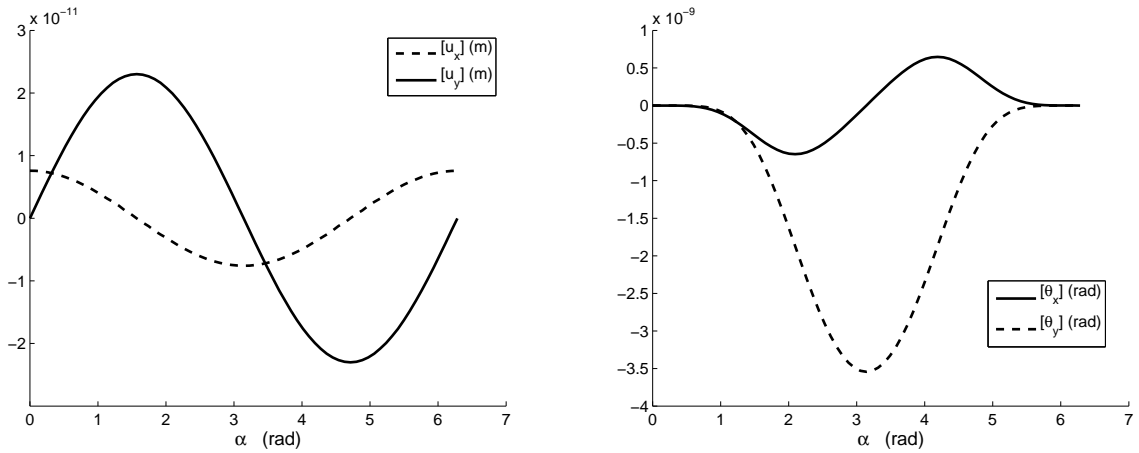 x 10⁻¹¹
3
2
1
0
−1
−2
0 1 2 3 4 5 6 7
α (rad)
[u_x] (m)
[u_y] (m)
x 10⁻⁹
1
0.5
0
−0.5
−1
−1.5
−2
−2.5
−3
−3.5
−4
0 1 2 3 4 5 6 7
α (rad)
[θ_x] (rad)
[θ_y] (rad)